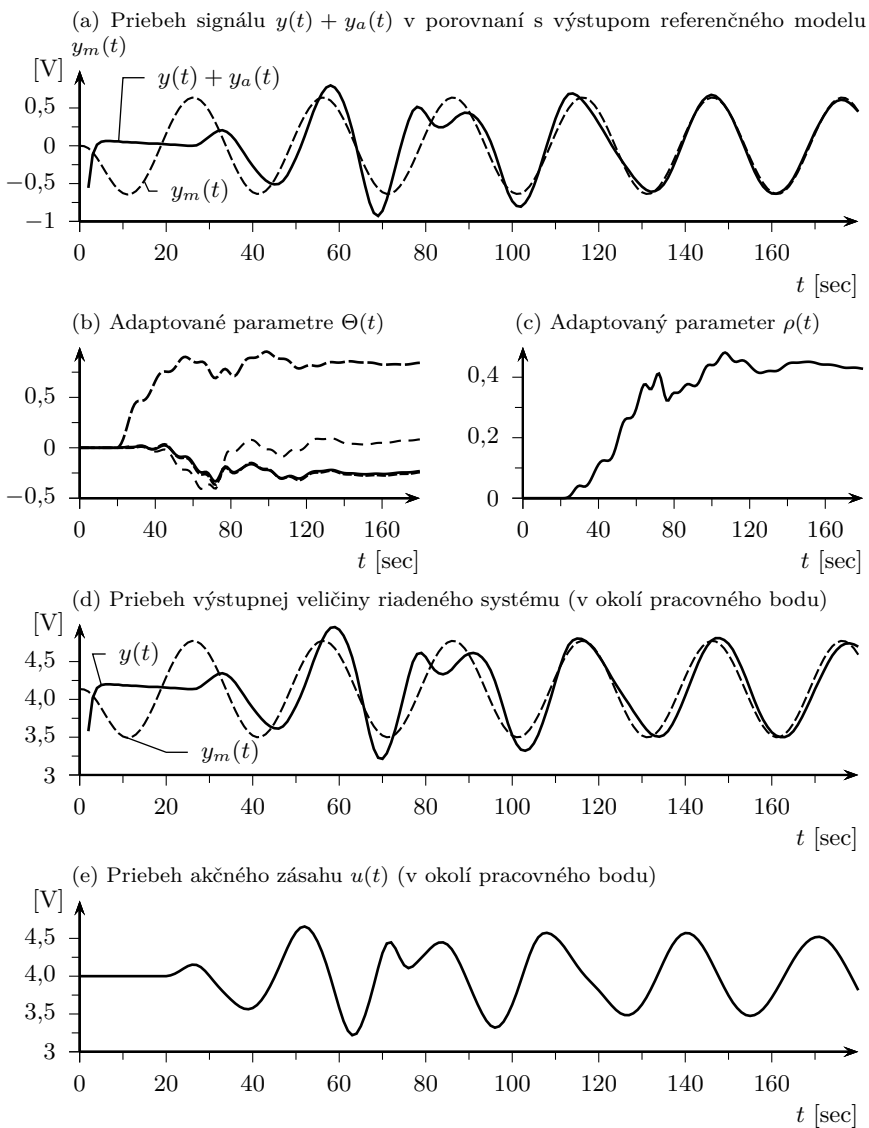 (a) Priebeh signálu y(t) + y_a(t) v porovnaní s výstupom referenčného modelu
y_m(t)
[V]
y(t) + y_a(t)
0,5
0
−0,5
y_m(t)
−1
0 20 40 60 80 100 120 140 160
t [sec]
(b) Adaptované parametre Θ(t)
0,5
0
−0,5
0 40 80 120 160
t [sec]
(c) Adaptovaný parameter ρ(t)
0,4
0,2
0
0 40 80 120 160
t [sec]
(d) Priebeh výstupnej veličiny riadeného systému (v okolí pracovného bodu)
[V]
y(t)
4,5
4,0
3,5
y_m(t)
3
0 20 40 60 80 100 120 140 160
t [sec]
(e) Priebeh akčného zásahu u(t) (v okolí pracovného bodu)
[V]
4,5
4,0
3,5
3
0 20 40 60 80 100 120 140 160
t [sec]